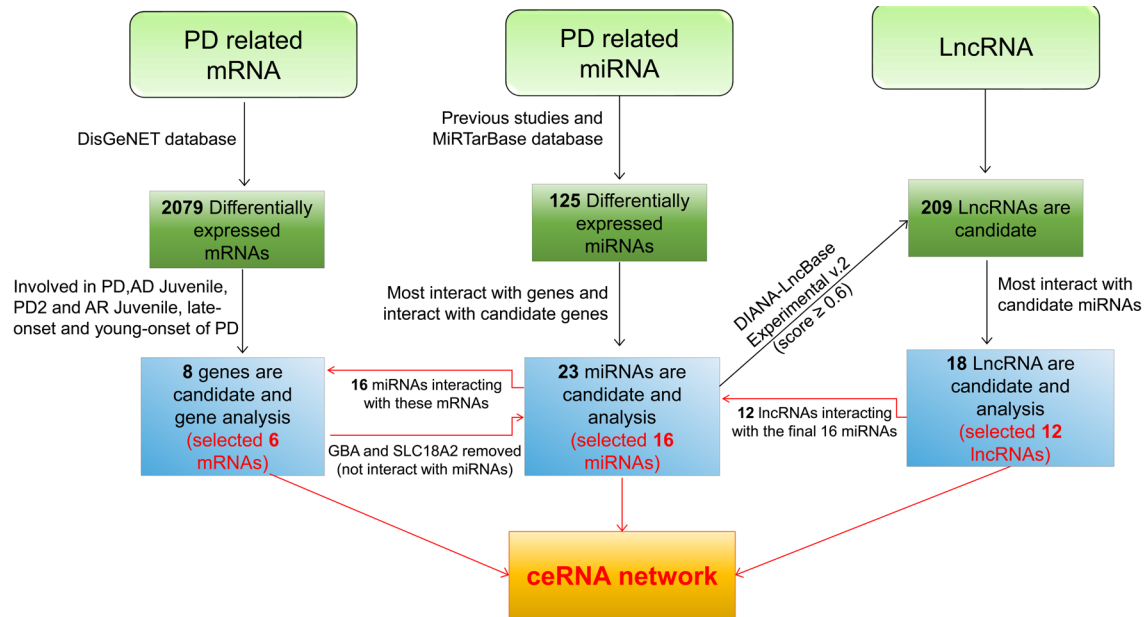 PD related
mRNA
PD related
miRNA
LncRNA
DisGeNET database
Previous studies and
MiRTarBase database
2079 Differentially
expressed
mRNAs
125 Differentially
expressed
miRNAs
209 LncRNAs are
candidate
Involved in PD,AD Juvenile,
PD2 and AR Juvenile, late-
onset and young-onset of PD
Most interact with genes and
interact with candidate genes
DIANA-LncBase
Experimental v.2
(score ≥ 0.6)
Most interact with
candidate miRNAs
8 genes are
candidate and
gene analysis
(selected 6
mRNAs)
16 miRNAs interacting
with these mRNAs
GBA and SLC18A2 removed
(not interact with miRNAs)
23 miRNAs are
candidate and
analysis
(selected 16
miRNAs)
12 lncRNAs interacting
with the final 16 miRNAs
18 LncRNA are
candidate and
analysis
(selected 12
lncRNAs)
ceRNA network